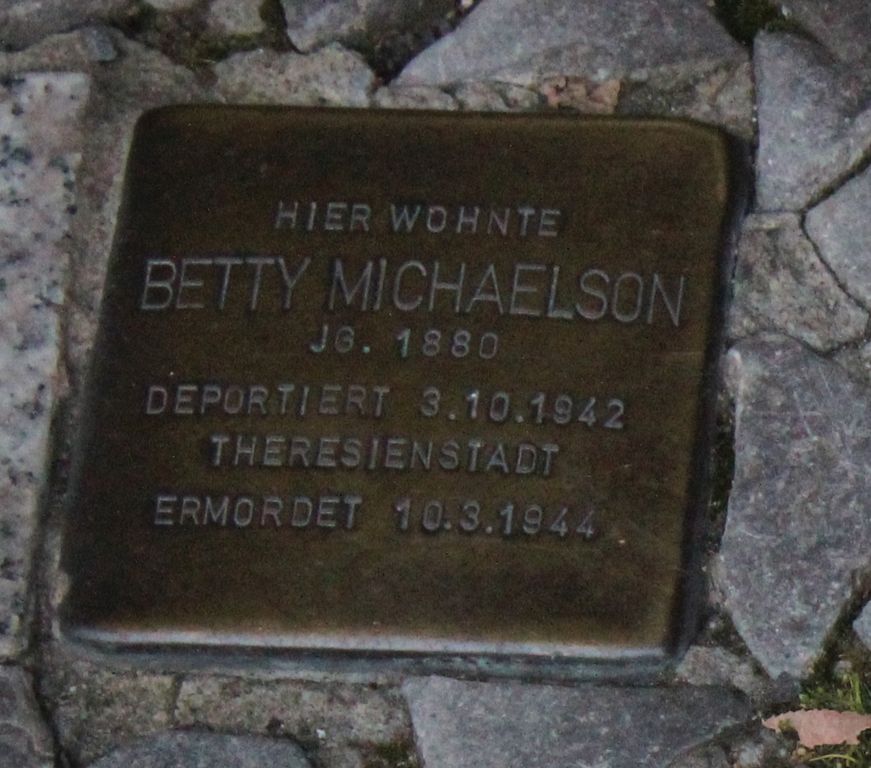 HIER WOHNTE
BETTY MICHAELSON
JG. 1880
DEPORTIERT 3.10.1942
THERESIENSTADT
ERMORDET 10.3.1944